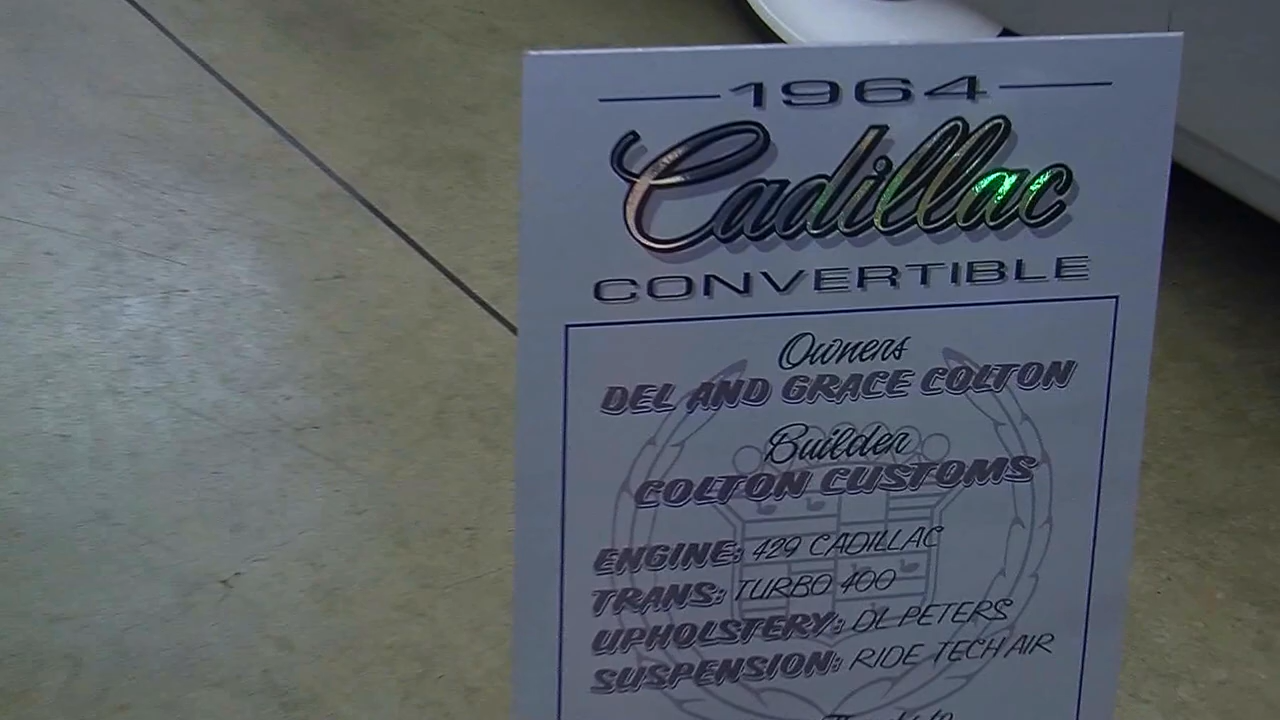 1964
Cadillac
CONVERTIBLE
Owners
DEL AND GRACE COLTON
Builder
COLTON CUSTOMS
ENGINE: 429 CADILLAC
TRANS: TURBO 400
UPHOLSTERY: DL PETERS
SUSPENSION: RIDE TECH AIR